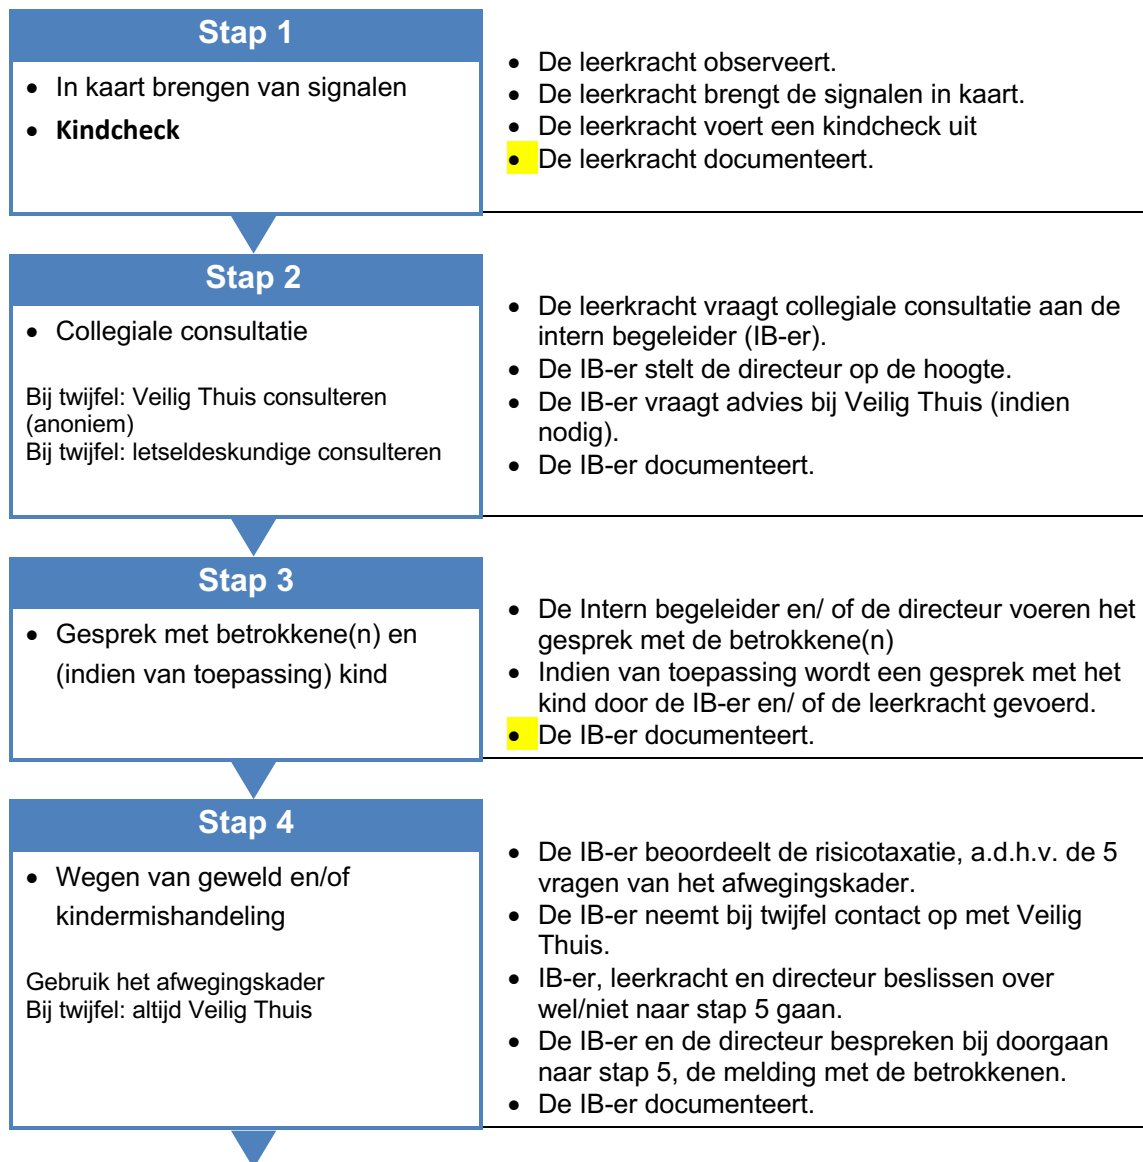 Stap 1
• In kaart brengen van signalen
• Kindcheck
• De leerkracht observeert.
• De leerkracht brengt de signalen in kaart.
• De leerkracht voert een kindcheck uit
• De leerkracht documenteert.
Stap 2
• Collegiale consultatie
Bij twijfel: Veilig Thuis consulteren
(anoniem)
Bij twijfel: letseldeskundige consulteren
• De leerkracht vraagt collegiale consultatie aan de
intern begeleider (IB-er).
• De IB-er stelt de directeur op de hoogte.
• De IB-er vraagt advies bij Veilig Thuis (indien
nodig).
• De IB-er documenteert.
Stap 3
• Gesprek met betrokkene(n) en
(indien van toepassing) kind
• De Intern begeleider en/ of de directeur voeren het
gesprek met de betrokkene(n)
• Indien van toepassing wordt een gesprek met het
kind door de IB-er en/ of de leerkracht gevoerd.
• De IB-er documenteert.
Stap 4
• Wegen van geweld en/of
kindermishandeling
Gebruik het afwegingskader
Bij twijfel: altijd Veilig Thuis
• De IB-er beoordeelt de risicotaxatie, a.d.h.v. de 5
vragen van het afwegingskader.
• De IB-er neemt bij twijfel contact op met Veilig
Thuis.
• IB-er, leerkracht en directeur beslissen over
wel/niet naar stap 5 gaan.
• De IB-er en de directeur bespreken bij doorgaan
naar stap 5, de melding met de betrokkenen.
• De IB-er documenteert.